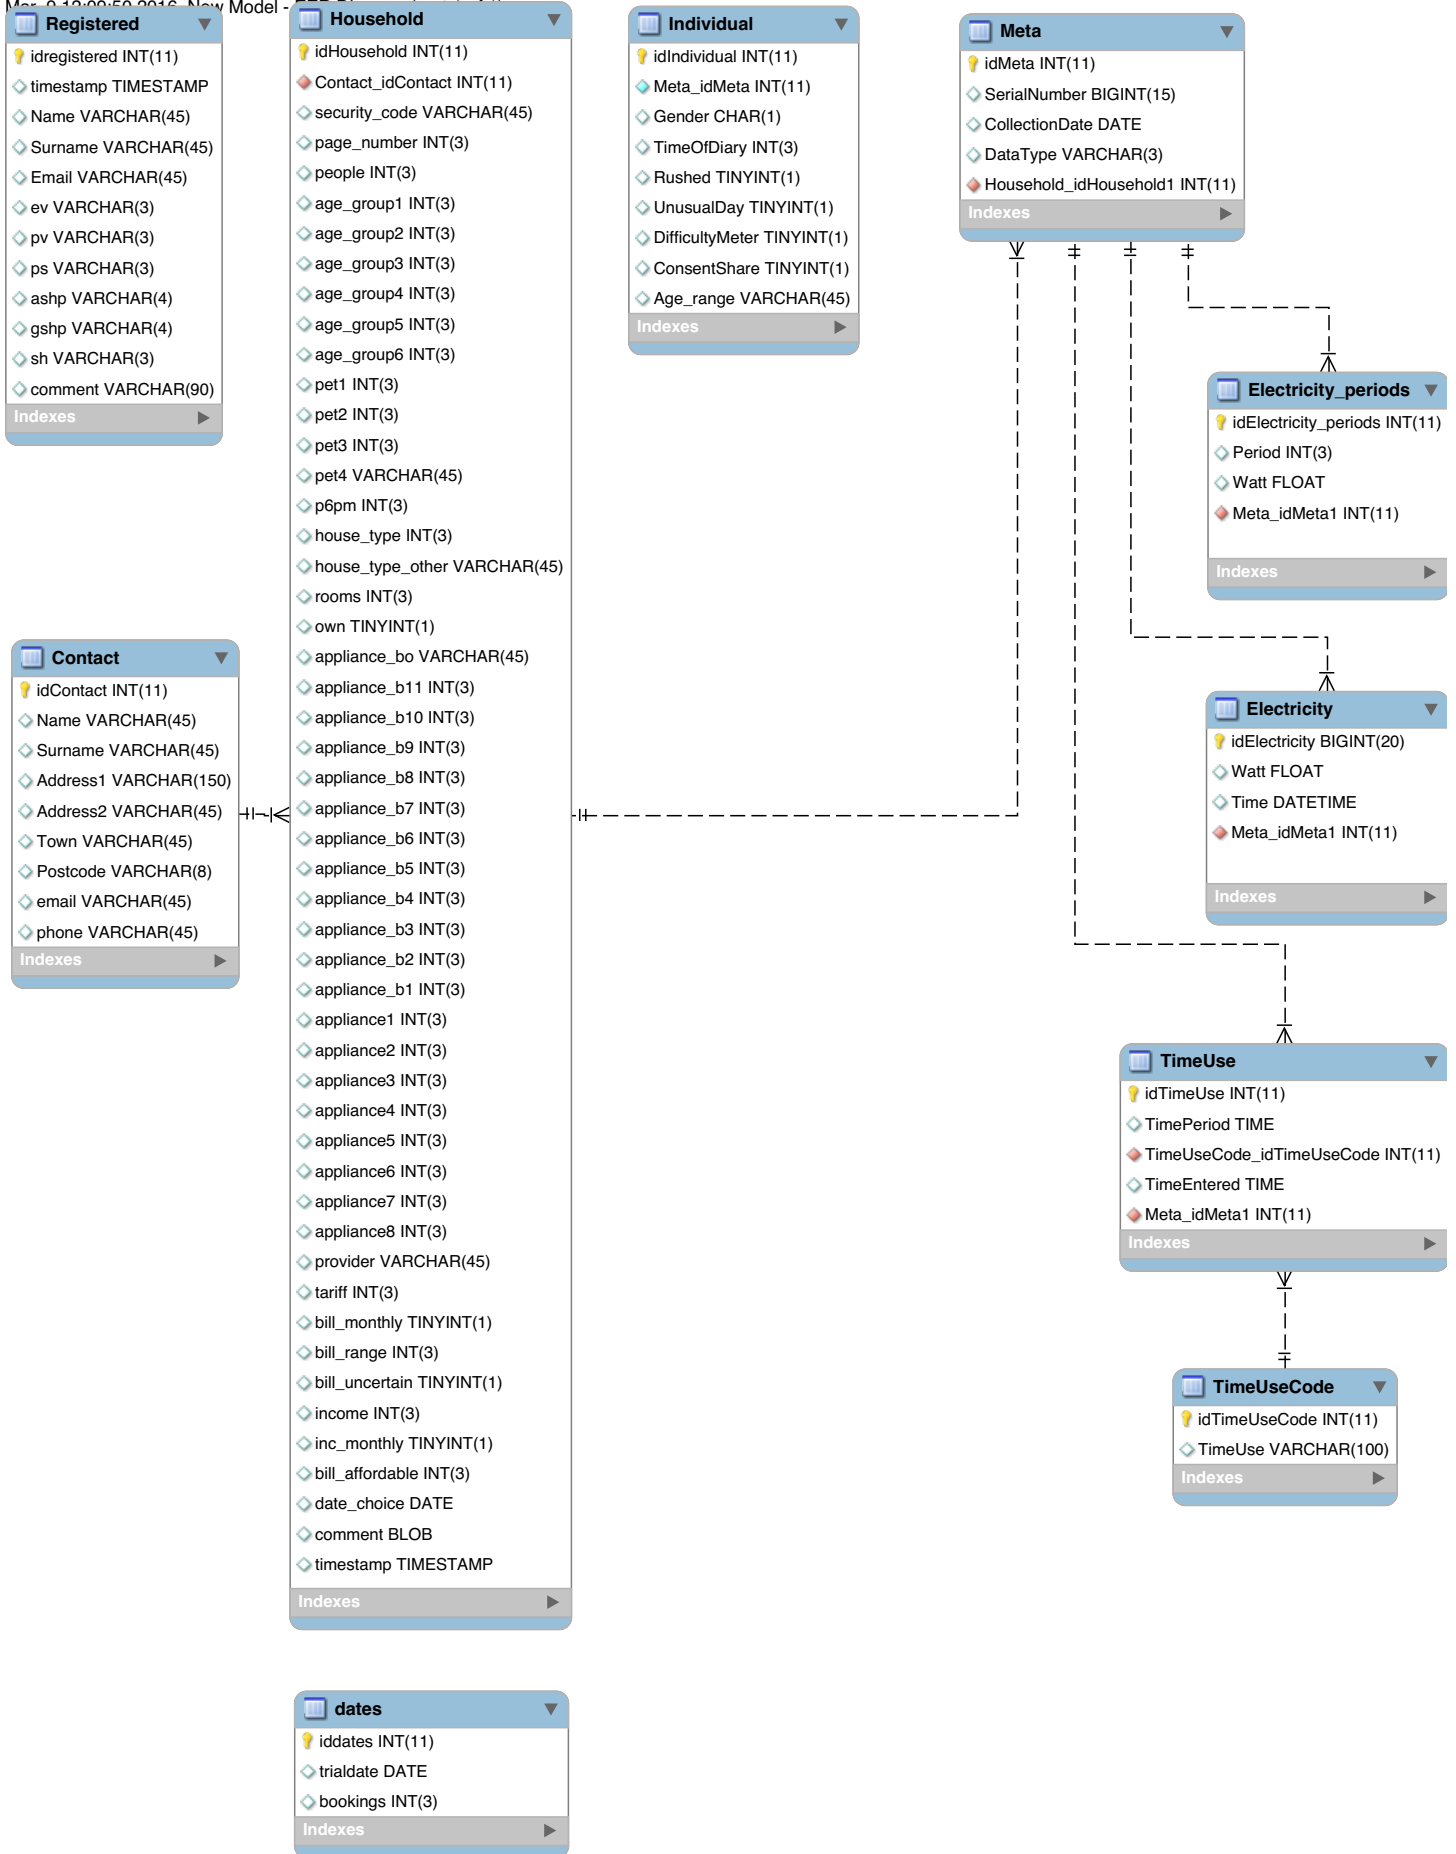 Mar 9 12:09:50 2016 New Model -
Registered
idregistered INT(11)
timestamp TIMESTAMP
Name VARCHAR(45)
Surname VARCHAR(45)
Email VARCHAR(45)
ev VARCHAR(3)
pv VARCHAR(3)
ps VARCHAR(3)
ashp VARCHAR(4)
gshp VARCHAR(4)
sh VARCHAR(3)
comment VARCHAR(90)
Indexes
Household
idHousehold INT(11)
Contact_idContact INT(11)
security_code VARCHAR(45)
page_number INT(3)
people INT(3)
age_group1 INT(3)
age_group2 INT(3)
age_group3 INT(3)
age_group4 INT(3)
age_group5 INT(3)
age_group6 INT(3)
pet1 INT(3)
pet2 INT(3)
pet3 INT(3)
pet4 VARCHAR(45)
p6pm INT(3)
house_type INT(3)
house_type_other VARCHAR(45)
rooms INT(3)
own TINYINT(1)
appliance_bo VARCHAR(45)
appliance_b11 INT(3)
appliance_b10 INT(3)
appliance_b9 INT(3)
appliance_b8 INT(3)
appliance_b7 INT(3)
appliance_b6 INT(3)
appliance_b5 INT(3)
appliance_b4 INT(3)
appliance_b3 INT(3)
appliance_b2 INT(3)
appliance_b1 INT(3)
appliance1 INT(3)
appliance2 INT(3)
appliance3 INT(3)
appliance4 INT(3)
appliance5 INT(3)
appliance6 INT(3)
appliance7 INT(3)
appliance8 INT(3)
provider VARCHAR(45)
tariff INT(3)
bill_monthly TINYINT(1)
bill_range INT(3)
bill_uncertain TINYINT(1)
income INT(3)
inc_monthly TINYINT(1)
bill_affordable INT(3)
date_choice DATE
comment BLOB
timestamp TIMESTAMP
Indexes
Individual
idIndividual INT(11)
Meta_idMeta INT(11)
Gender CHAR(1)
TimeOfDiary INT(3)
Rushed TINYINT(1)
UnusualDay TINYINT(1)
DifficultyMeter TINYINT(1)
ConsentShare TINYINT(1)
Age_range VARCHAR(45)
Indexes
Meta
idMeta INT(11)
SerialNumber BIGINT(15)
CollectionDate DATE
DataType VARCHAR(3)
Household_idHousehold1 INT(11)
Indexes
Electricity_periods
idElectricity_periods INT(11)
Period INT(3)
Watt FLOAT
Meta_idMeta1 INT(11)
Indexes
Contact
idContact INT(11)
Name VARCHAR(45)
Surname VARCHAR(45)
Address1 VARCHAR(150)
Address2 VARCHAR(45)
Town VARCHAR(45)
Postcode VARCHAR(8)
email VARCHAR(45)
phone VARCHAR(45)
Indexes
Electricity
idElectricity BIGINT(20)
Watt FLOAT
Time DATETIME
Meta_idMeta1 INT(11)
Indexes
TimeUse
idTimeUse INT(11)
TimePeriod TIME
TimeUseCode_idTimeUseCode INT(11)
TimeEntered TIME
Meta_idMeta1 INT(11)
Indexes
TimeUseCode
idTimeUseCode INT(11)
TimeUse VARCHAR(100)
Indexes
dates
iddates INT(11)
trialdate DATE
bookings INT(3)
Indexes